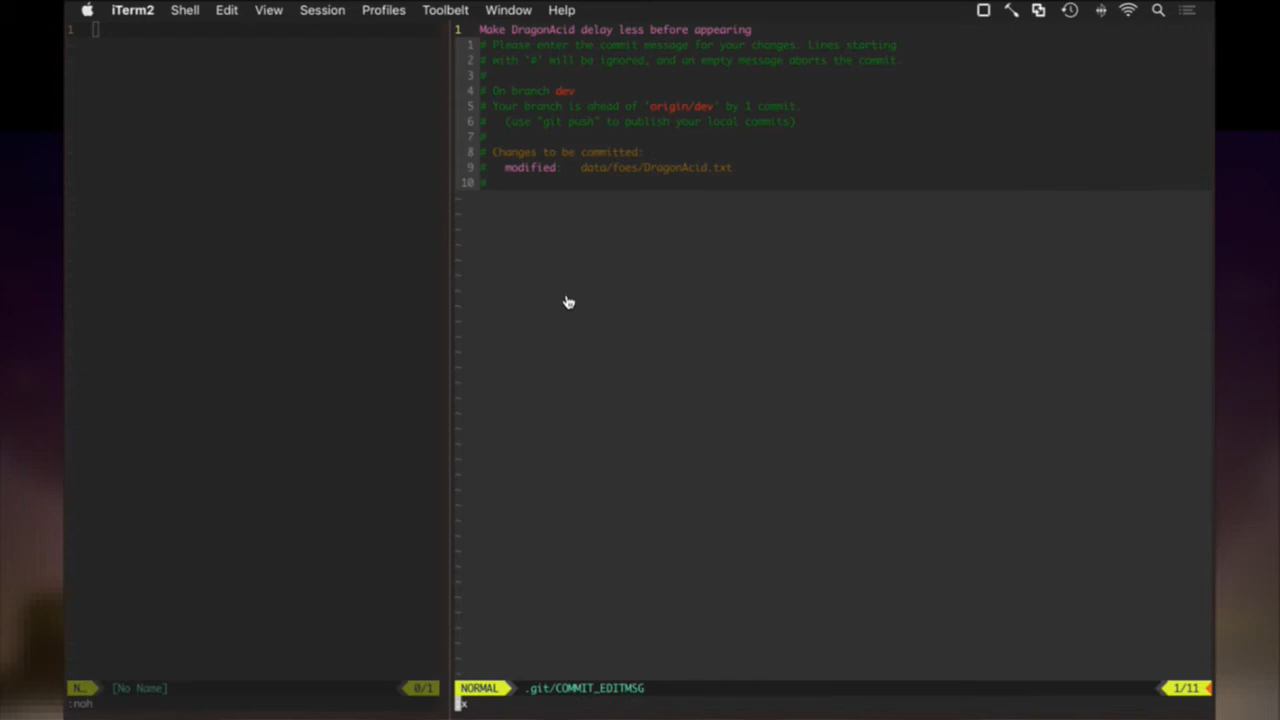 iTerm2 Shell Edit View Session Profiles Toolbelt Window Help
1
1 Make DragonAcid delay less before appearing
1 # Please enter the commit message for your changes. Lines starting
2 # with '#' will be ignored, and an empty message aborts the commit.
3 #
4 # On branch dev
5 # Your branch is ahead of 'origin/dev' by 1 commit.
6 #   (use "git push" to publish your local commits)
7 #
8 # Changes to be committed:
9 #   modified:   data/foes/DragonAcid.txt
10 #
N... [No Name] 0/1
:noh
NORMAL .git/COMMIT_EDITMSG 1/11
:x